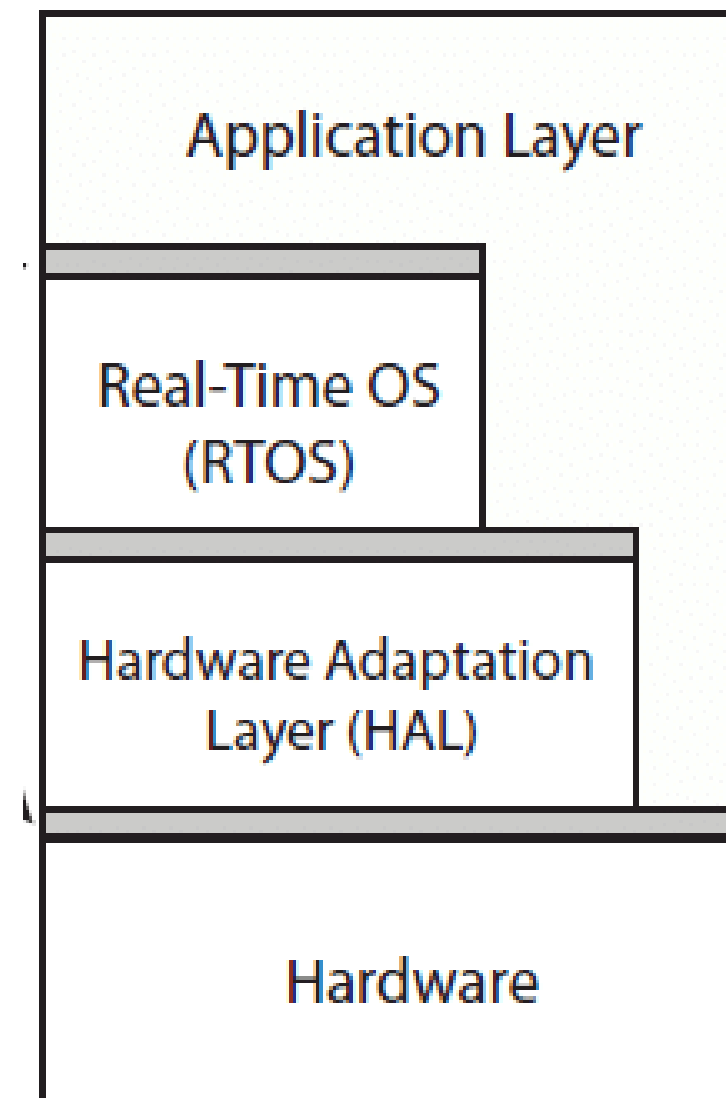 Application Layer
Real-Time OS
(RTOS)
Hardware Adaptation
Layer (HAL)
Hardware